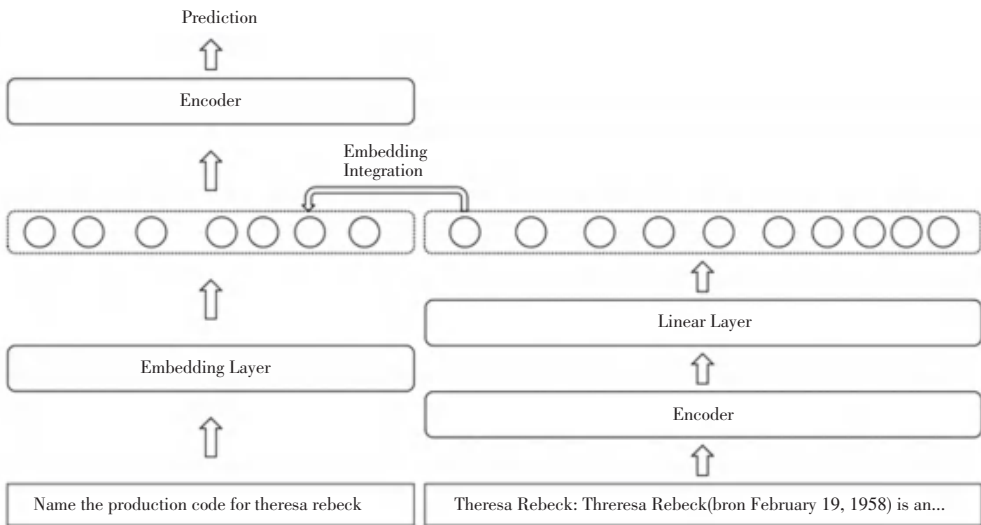 Prediction
Encoder
Embedding
Integration
Linear Layer
Embedding Layer
Encoder
Name the production code for theresa rebeck
Theresa Rebeck: Threresa Rebeck(bron February 19, 1958) is an...